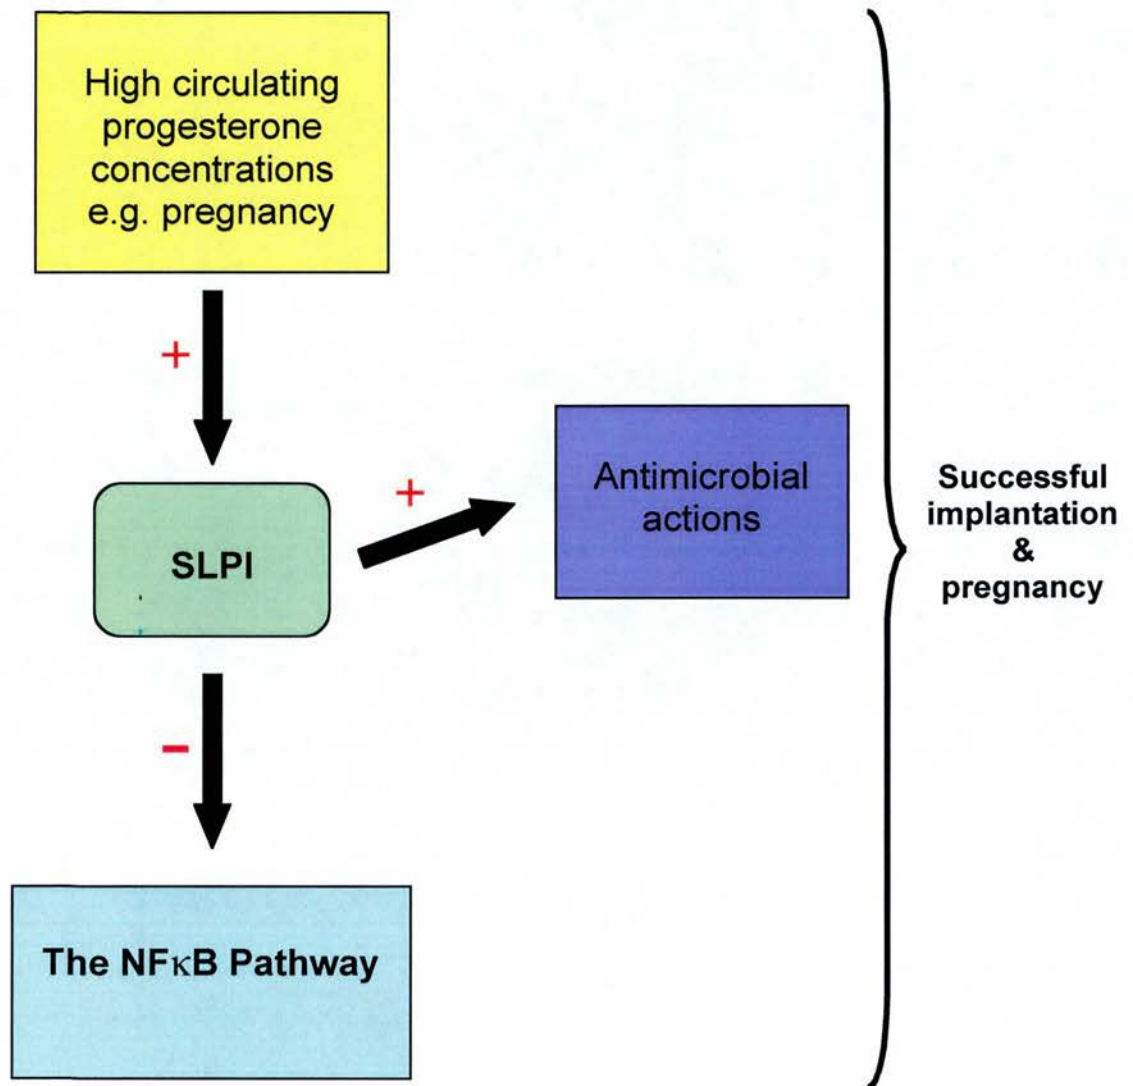 High circulating
progesterone
concentrations
e.g. pregnancy
+
SLPI
+
Antimicrobial
actions
-
The NFκB Pathway
Successful
implantation
&
pregnancy